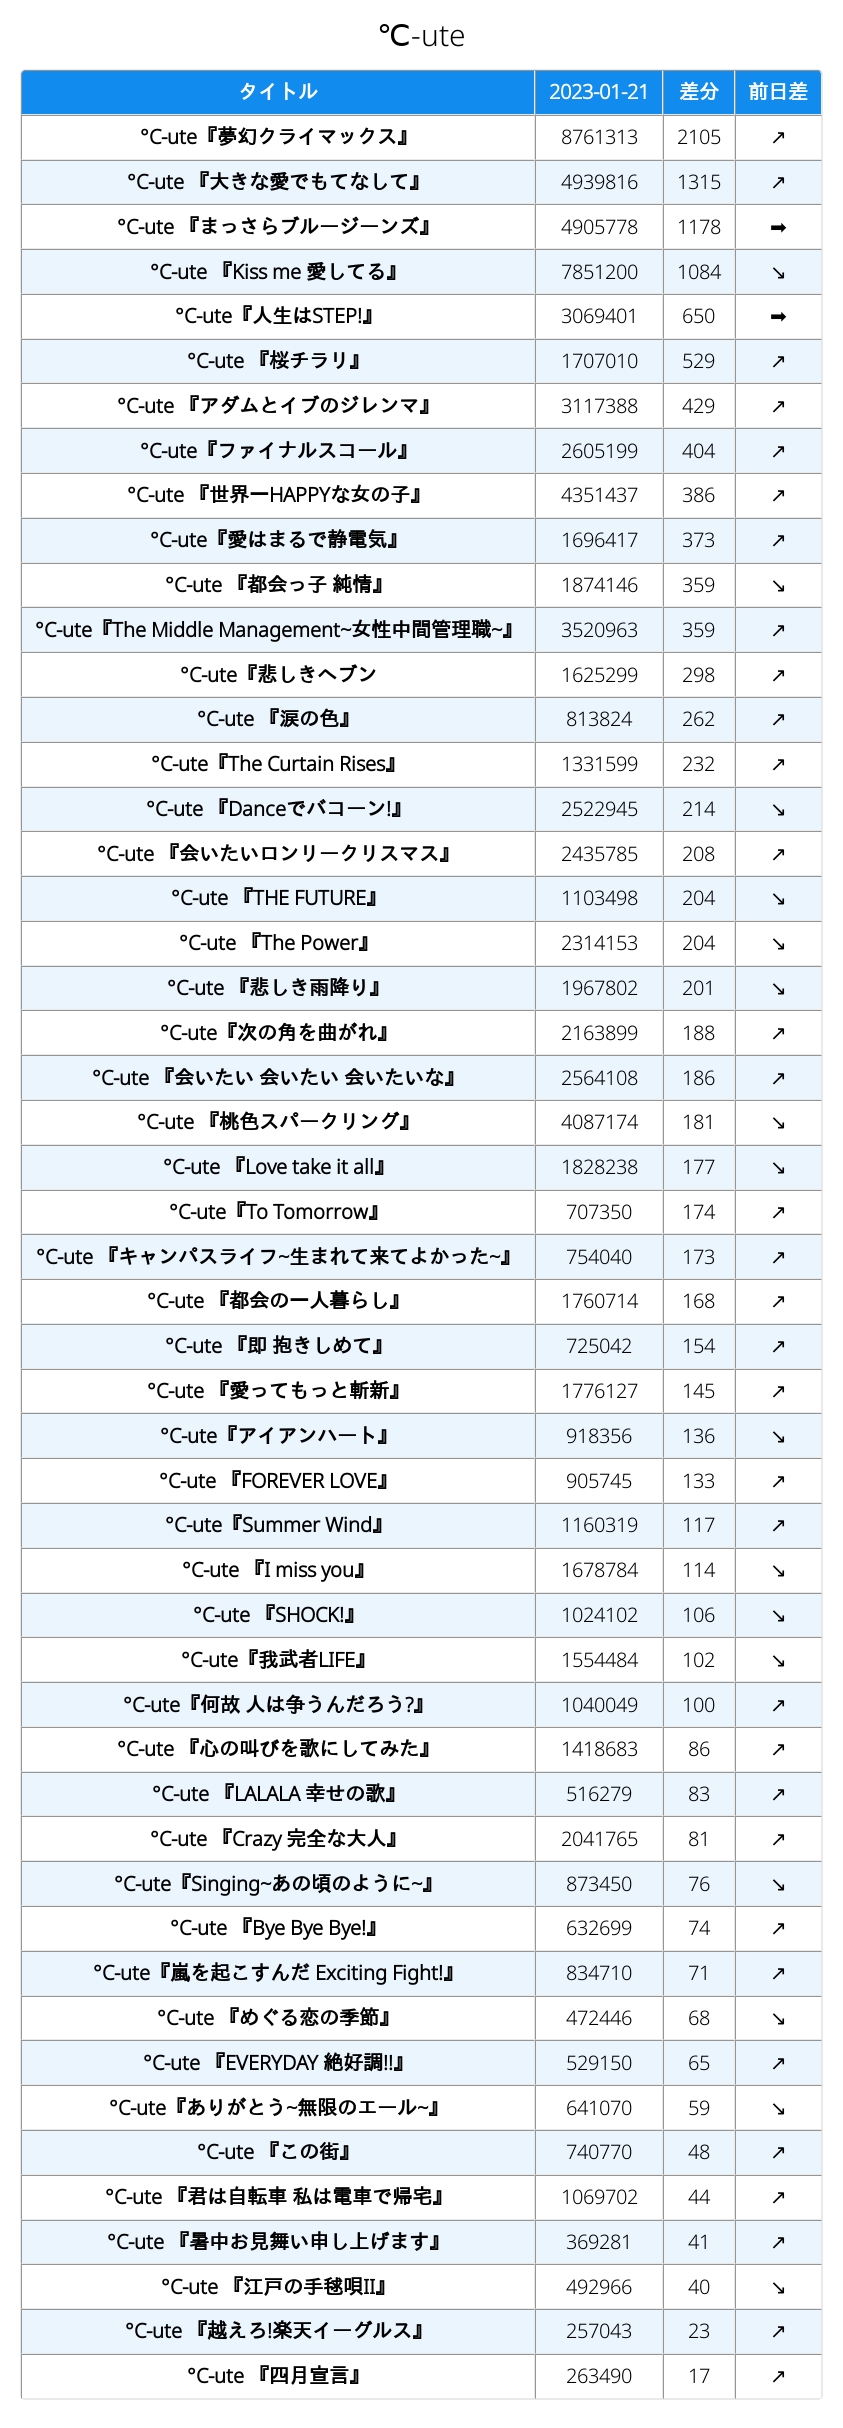 ℃-ute
タイトル 2023-01-21 差分 前日差
℃-ute『夢幻クライマックス』 8761313 2105 ↗
℃-ute 『大きな愛でもてなして』 4939816 1315 ↗
℃-ute 『まっさらブルージーンズ』 4905778 1178 ➡
℃-ute 『Kiss me 愛してる』 7851200 1084 ↘
℃-ute『人生はSTEP!』 3069401 650 ➡
℃-ute 『桜チラリ』 1707010 529 ↗
℃-ute 『アダムとイブのジレンマ』 3117388 429 ↗
℃-ute『ファイナルスコール』 2605199 404 ↗
℃-ute 『世界一HAPPYな女の子』 4351437 386 ↗
℃-ute『愛はまるで静電気』 1696417 373 ↗
℃-ute 『都会っ子 純情』 1874146 359 ↘
℃-ute『The Middle Management~女性中間管理職~』 3520963 359 ↗
℃-ute『悲しきヘブン 1625299 298 ↗
℃-ute 『涙の色』 813824 262 ↗
℃-ute『The Curtain Rises』 1331599 232 ↗
℃-ute 『Danceでバコーン!』 2522945 214 ↘
℃-ute 『会いたいロンリークリスマス』 2435785 208 ↗
℃-ute 『THE FUTURE』 1103498 204 ↘
℃-ute 『The Power』 2314153 204 ↘
℃-ute 『悲しき雨降り』 1967802 201 ↘
℃-ute『次の角を曲がれ』 2163899 188 ↗
℃-ute 『会いたい 会いたい 会いたいな』 2564108 186 ↗
℃-ute 『桃色スパークリング』 4087174 181 ↘
℃-ute 『Love take it all』 1828238 177 ↘
℃-ute『To Tomorrow』 707350 174 ↗
℃-ute 『キャンパスライフ~生まれて来てよかった~』 754040 173 ↗
℃-ute 『都会の一人暮らし』 1760714 168 ↗
℃-ute 『即 抱きしめて』 725042 154 ↗
℃-ute 『愛ってもっと斬新』 1776127 145 ↗
℃-ute『アイアンハート』 918356 136 ↘
℃-ute 『FOREVER LOVE』 905745 133 ↗
℃-ute『Summer Wind』 1160319 117 ↗
℃-ute 『I miss you』 1678784 114 ↘
℃-ute 『SHOCK!』 1024102 106 ↘
℃-ute『我武者LIFE』 1554484 102 ↘
℃-ute『何故 人は争うんだろう?』 1040049 100 ↗
℃-ute 『心の叫びを歌にしてみた』 1418683 86 ↗
℃-ute 『LALALA 幸せの歌』 516279 83 ↗
℃-ute 『Crazy 完全な大人』 2041765 81 ↗
℃-ute『Singing~あの頃のように~』 873450 76 ↘
℃-ute 『Bye Bye Bye!』 632699 74 ↗
℃-ute『嵐を起こすんだ Exciting Fight!』 834710 71 ↗
℃-ute 『めぐる恋の季節』 472446 68 ↘
℃-ute 『EVERYDAY 絶好調!!』 529150 65 ↗
℃-ute『ありがとう~無限のエール~』 641070 59 ↘
℃-ute 『この街』 740770 48 ↗
℃-ute 『君は自転車 私は電車で帰宅』 1069702 44 ↗
℃-ute 『暑中お見舞い申し上げます』 369281 41 ↗
℃-ute 『江戸の手毬唄II』 492966 40 ↘
℃-ute 『越えろ!楽天イーグルス』 257043 23 ↗
℃-ute 『四月宣言』 263490 17 ↗